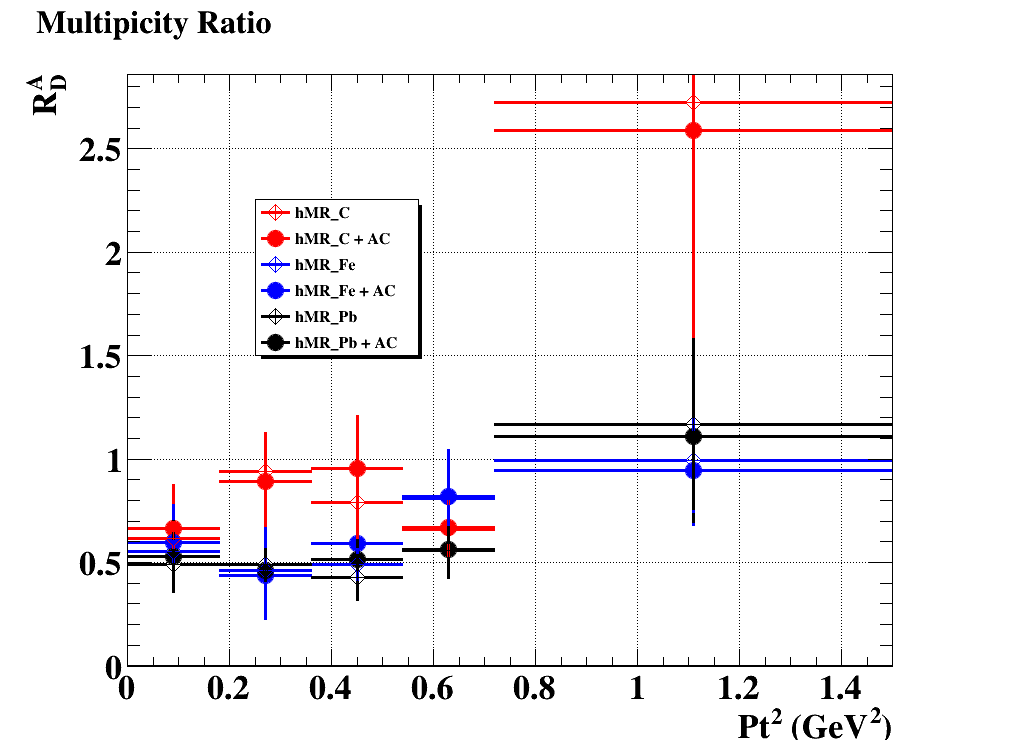 Multipicity Ratio
R_D^A
2.5
2
1.5
1
0.5
0
hMR_C
hMR_C + AC
hMR_Fe
hMR_Fe + AC
hMR_Pb
hMR_Pb + AC
0 0.2 0.4 0.6 0.8 1 1.2 1.4
Pt² (GeV²)